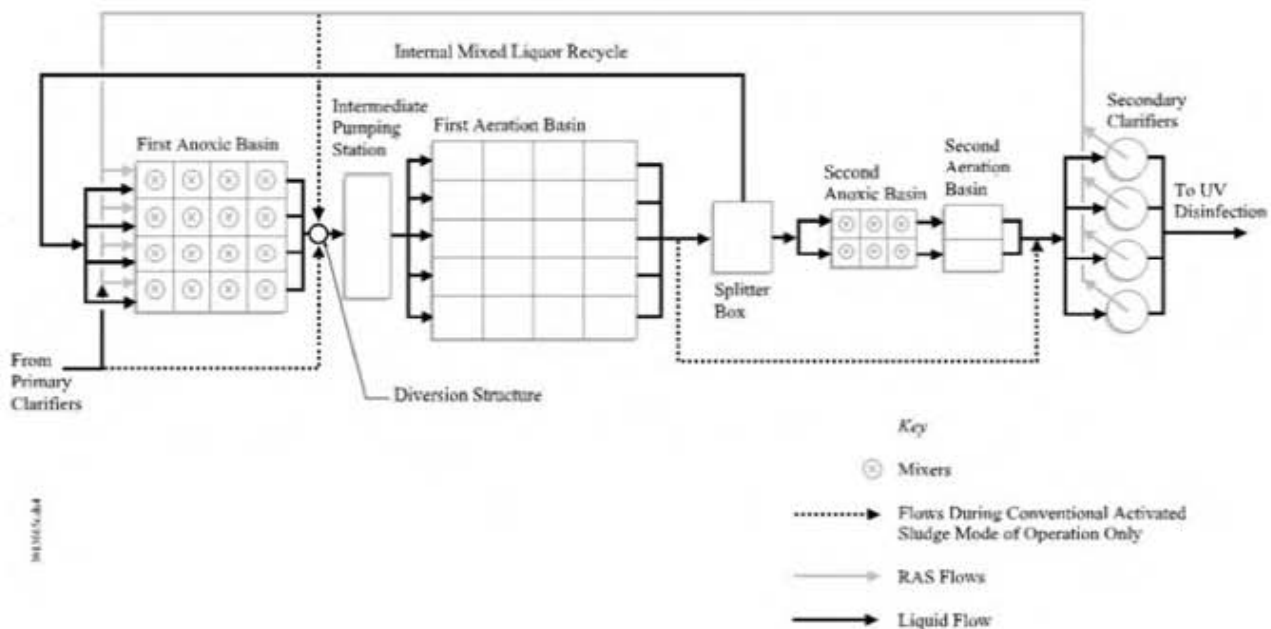 Internal Mixed Liquor Recycle
Intermediate
Pumping
Station
First Anoxic Basin
First Aeration Basin
Secondary
Clarifiers
Second
Aeration
Basin
Second
Anoxic Basin
To UV
Disinfection
Splitter
Box
From
Primary
Clarifiers
Diversion Structure
Key
Mixers
Flows During Conventional Activated
Sludge Mode of Operation Only
RAS Flows
Liquid Flow